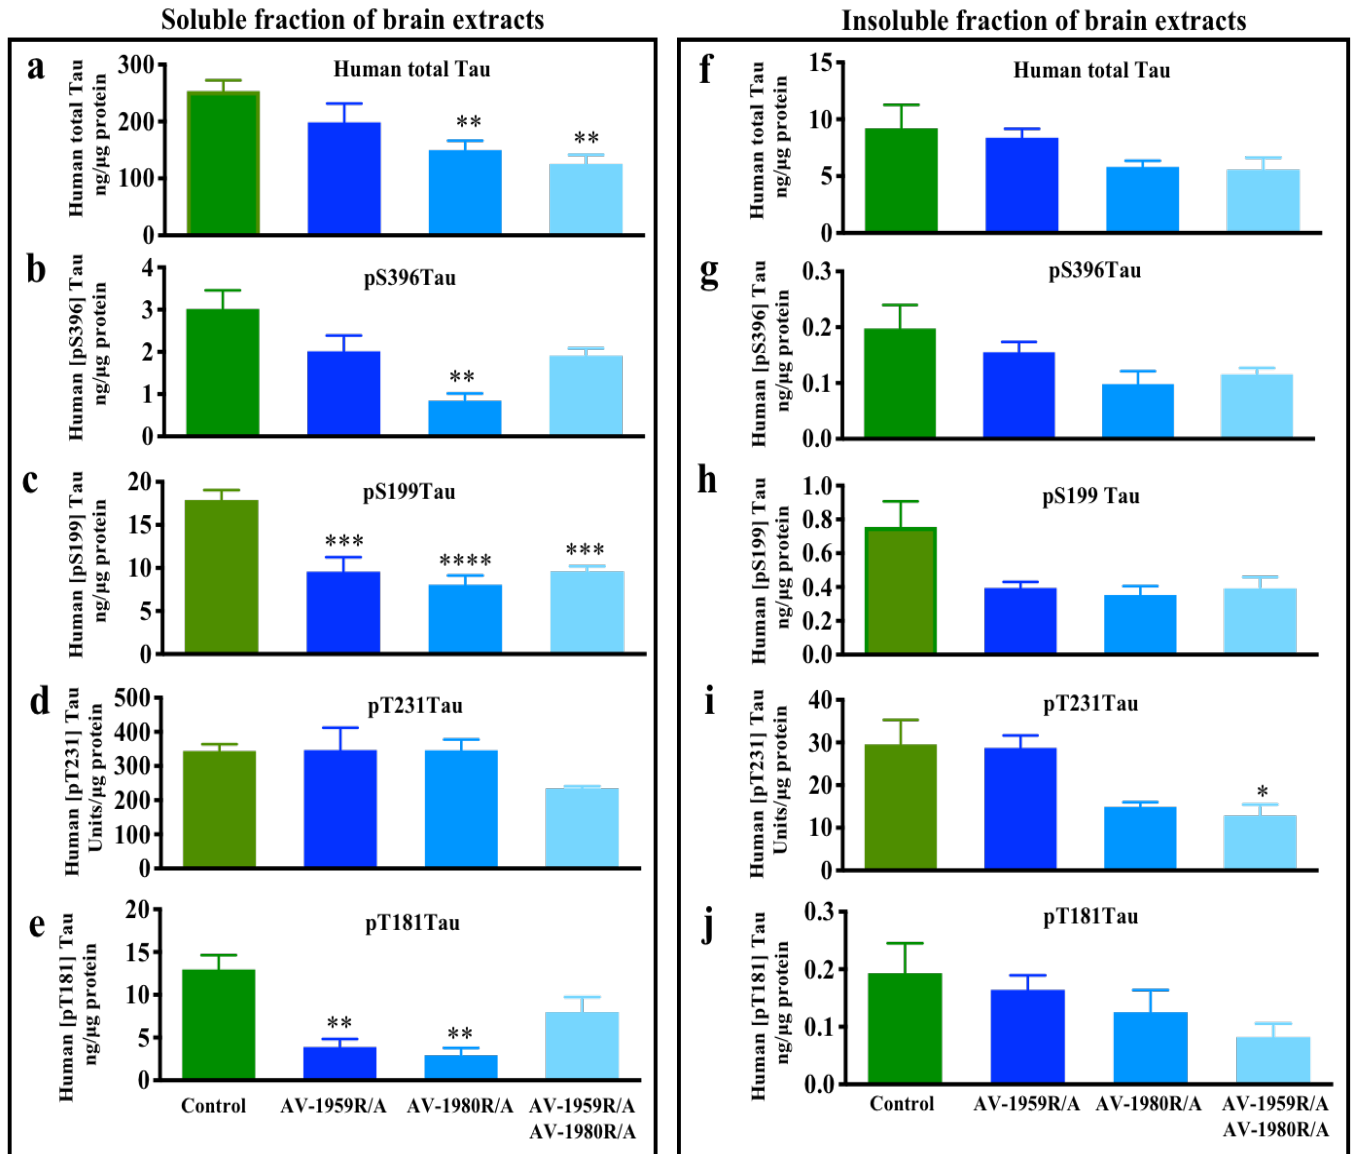 Soluble fraction of brain extracts
a
Human total Tau
ng/µg protein
300
200
100
0
Human total Tau
**
**
b
Human [pS396] Tau
ng/µg protein
4
3
2
1
0
pS396Tau
**
c
Human [pS199] Tau
ng/µg protein
20
15
10
5
0
pS199Tau
***
****
***
d
Human [pT231] Tau
Units/µg protein
500
400
300
200
100
0
pT231Tau
e
Human [pT181] Tau
ng/µg protein
20
15
10
5
0
pT181Tau
**
**
Control
AV-1959R/A
AV-1980R/A
AV-1959R/A
AV-1980R/A
Insoluble fraction of brain extracts
f
Human total Tau
ng/µg protein
15
10
5
0
Human total Tau
g
Human [pS396] Tau
ng/µg protein
0.3
0.2
0.1
0.0
pS396Tau
h
Human [pS199] Tau
ng/µg protein
1.0
0.8
0.6
0.4
0.2
0.0
pS199 Tau
i
Human [pT231] Tau
Units/µg protein
40
30
20
10
0
pT231Tau
*
j
Human [pT181] Tau
ng/µg protein
0.3
0.2
0.1
0.0
pT181Tau
Control
AV-1959R/A
AV-1980R/A
AV-1959R/A
AV-1980R/A